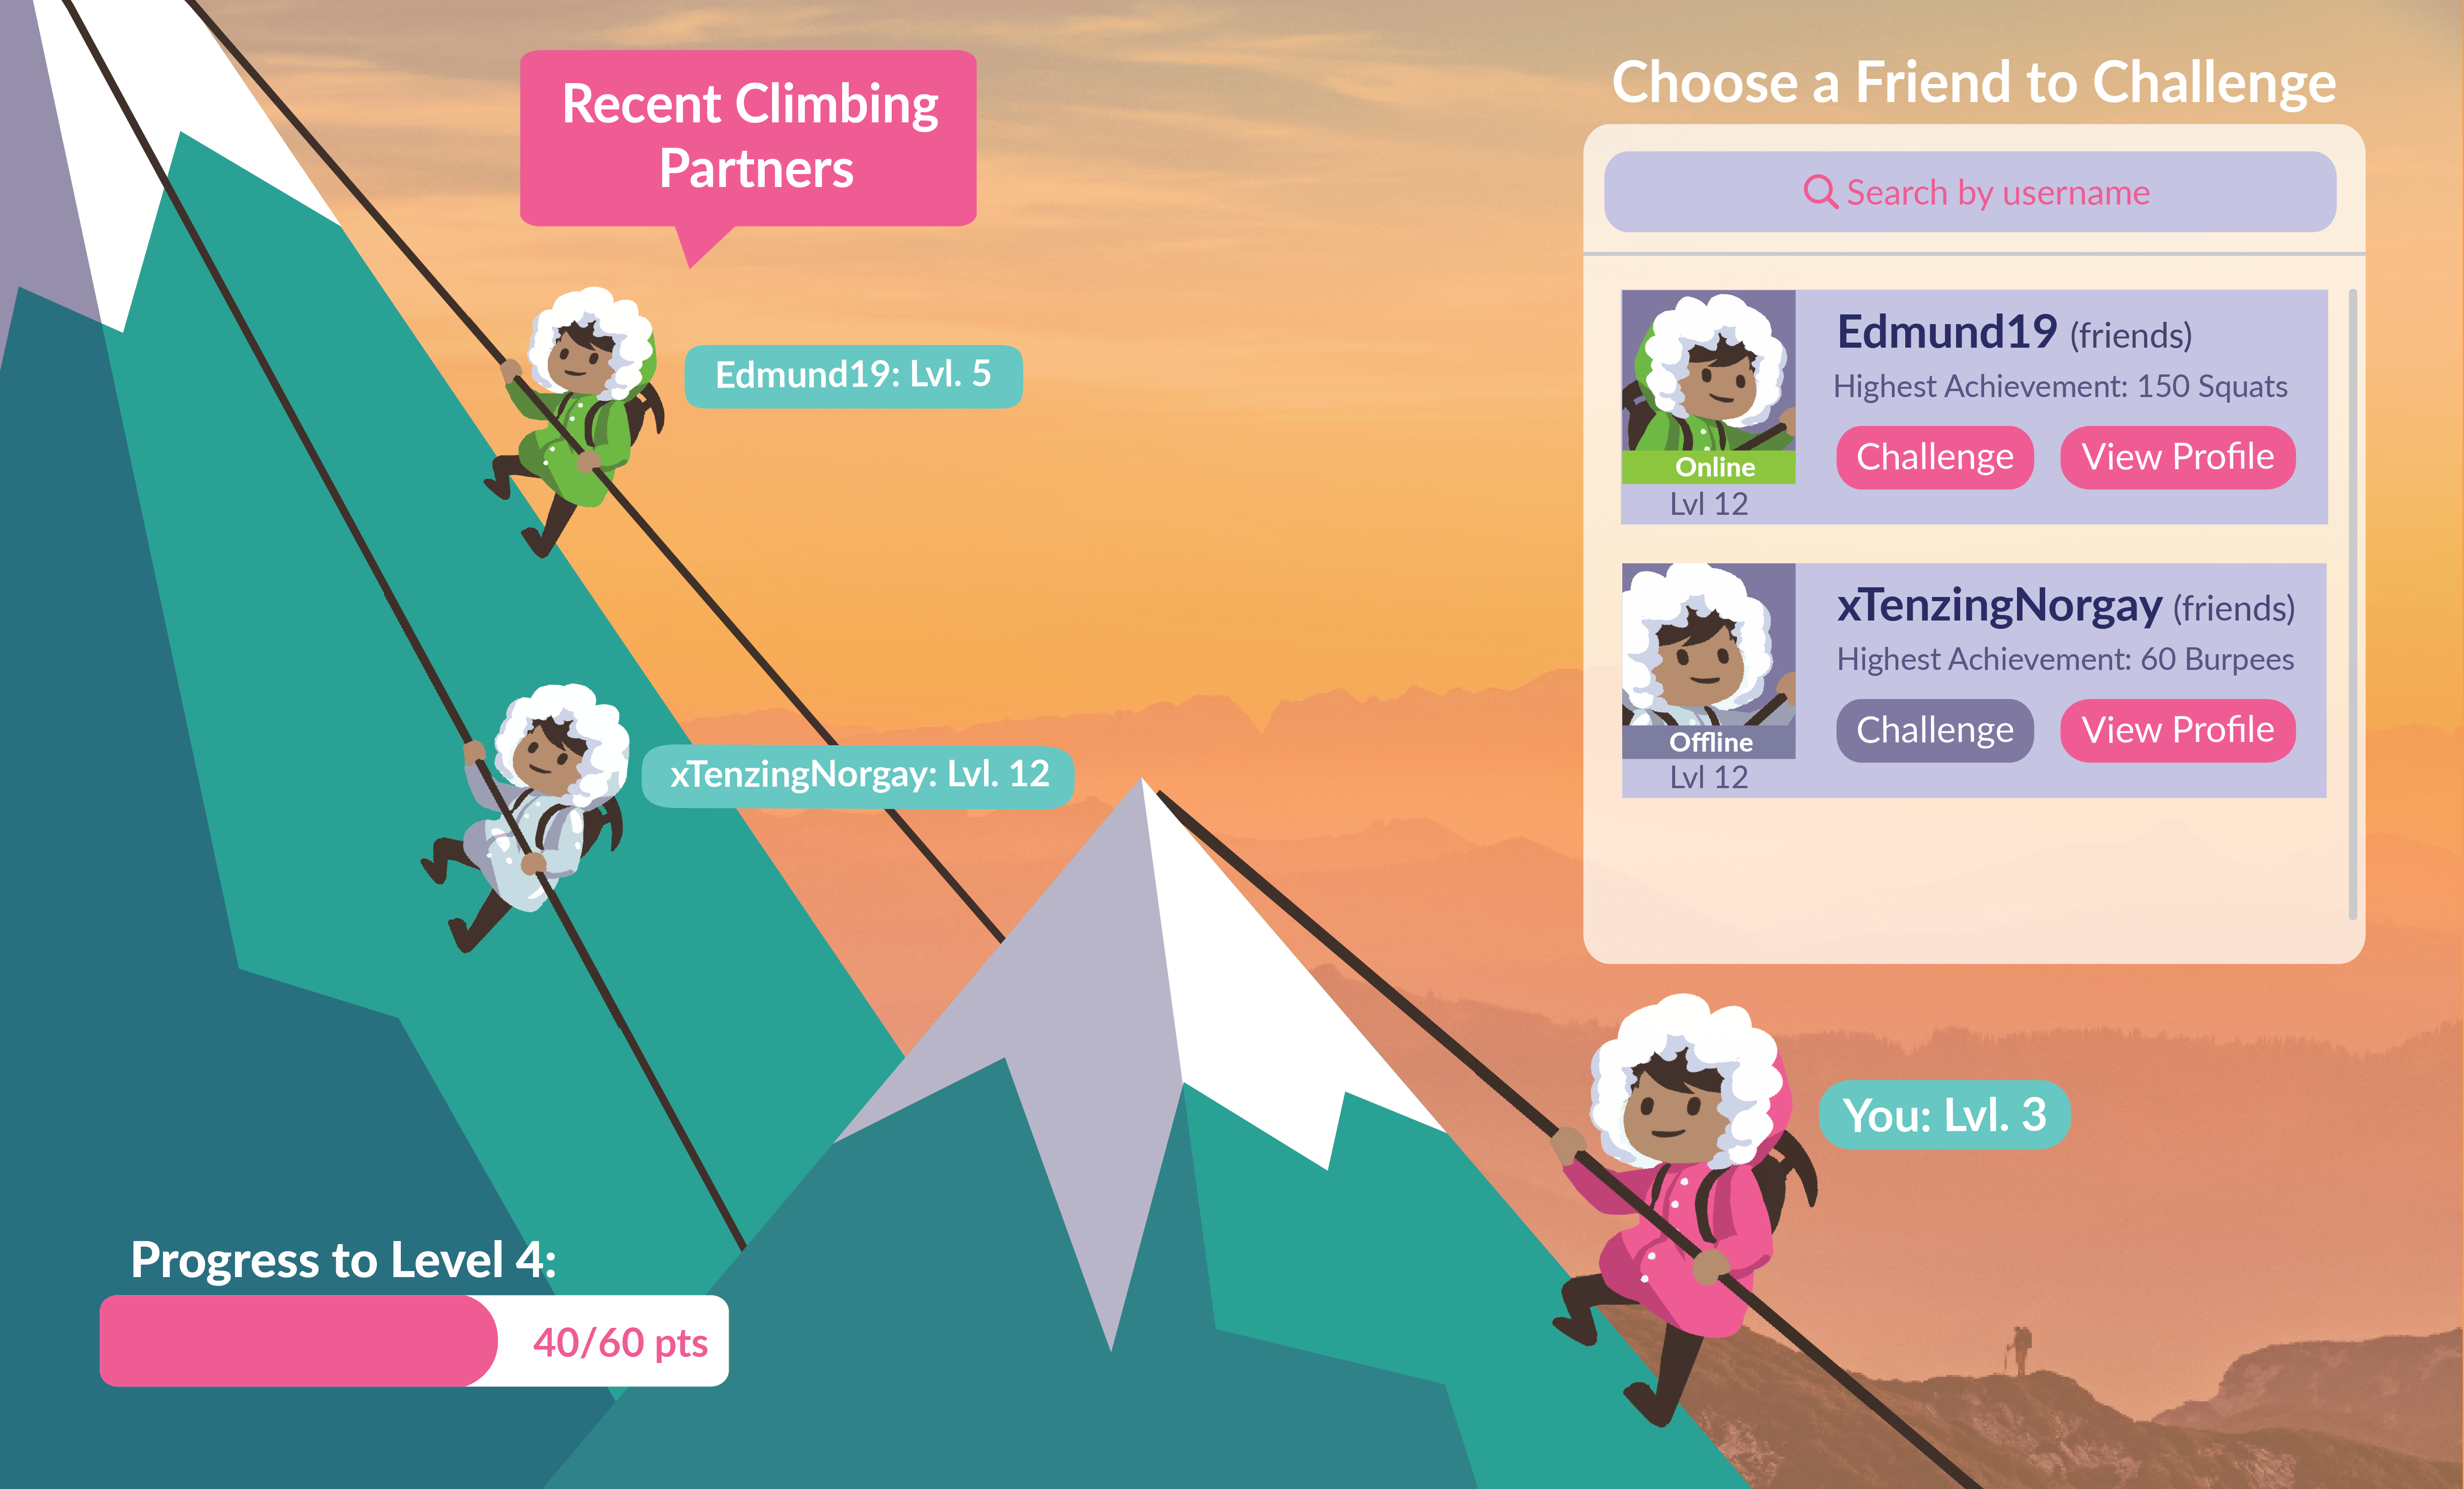 Recent Climbing
Partners
Edmund19: Lvl. 5
xTenzingNorgay: Lvl. 12
Choose a Friend to Challenge
Search by username
Edmund19 (friends)
Highest Achievement: 150 Squats
Challenge
View Profile
Online
Lvl 12
xTenzingNorgay (friends)
Highest Achievement: 60 Burpees
Challenge
View Profile
Offline
Lvl 12
You: Lvl. 3
Progress to Level 4:
40/60 pts